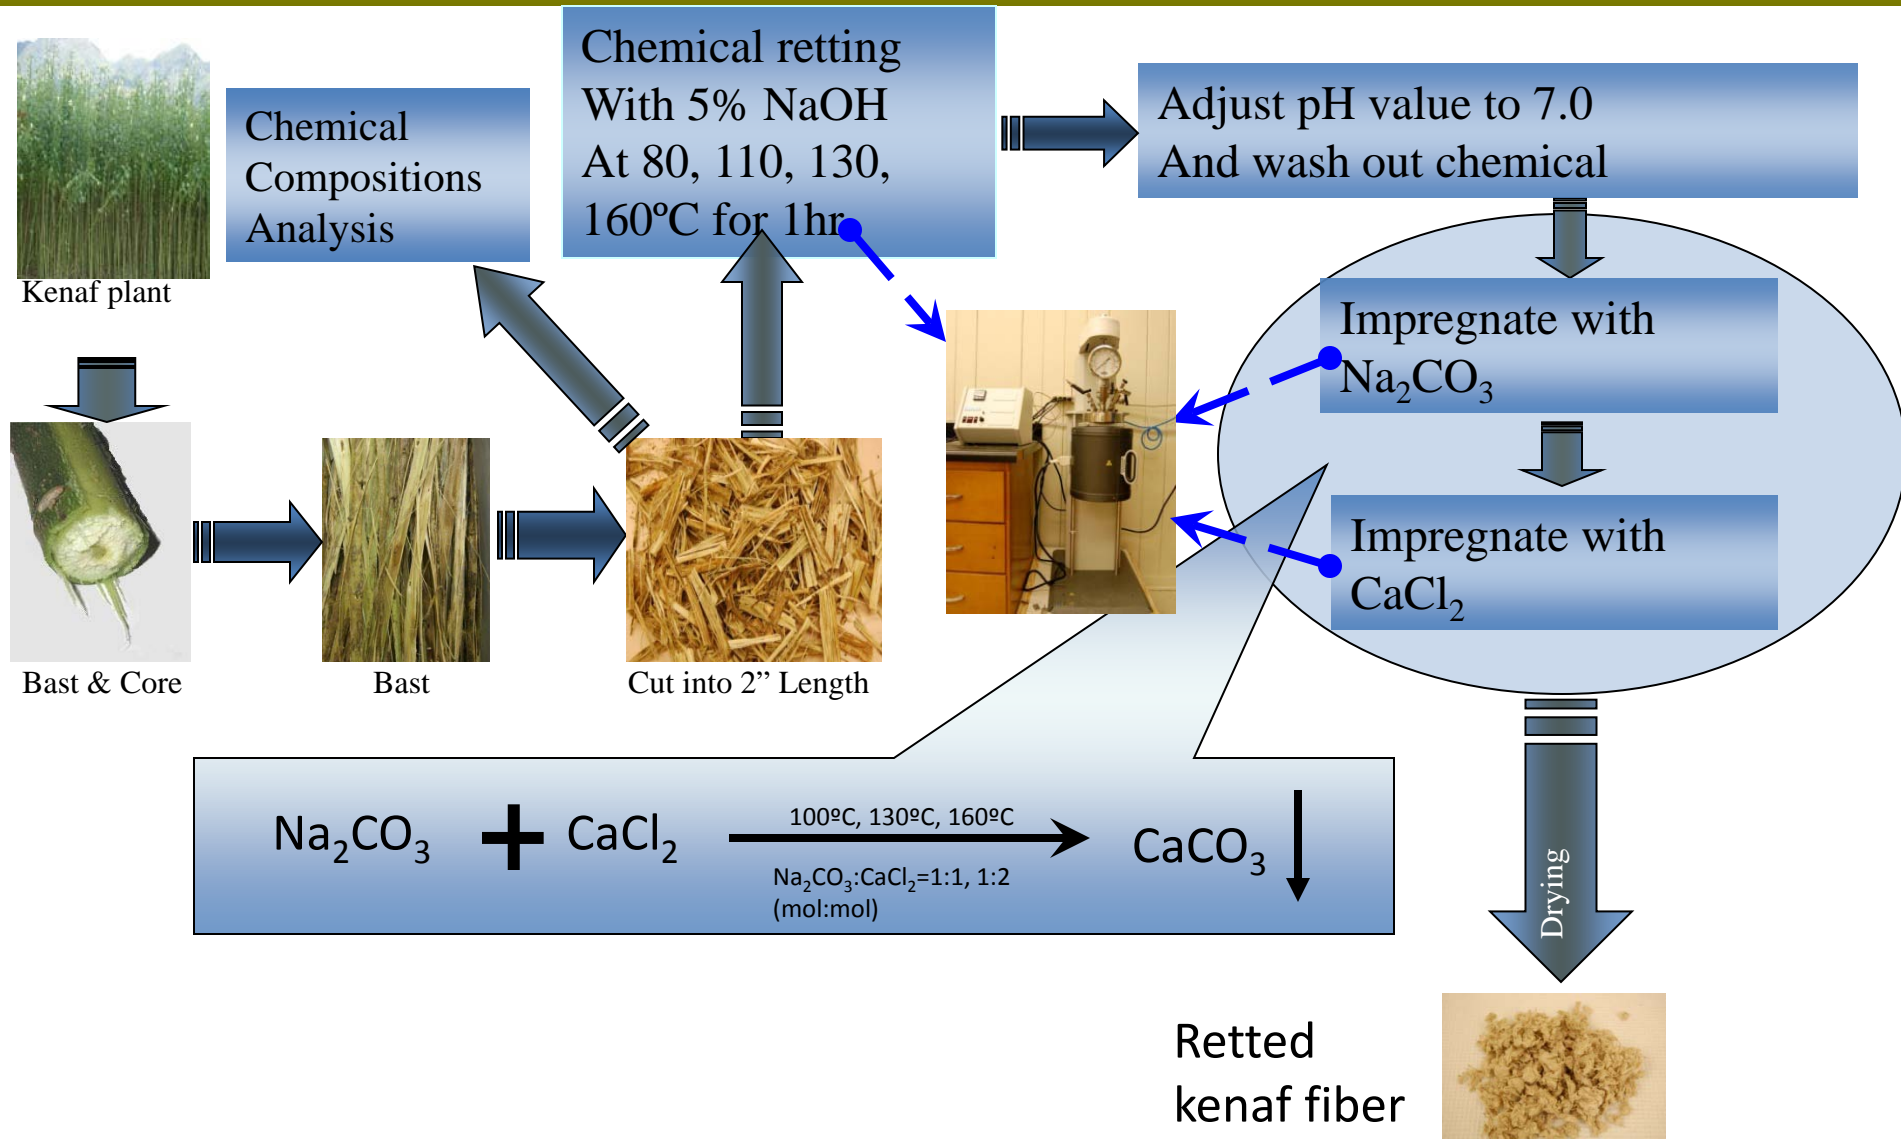 Kenaf plant
Chemical
Compositions
Analysis
Chemical retting
With 5% NaOH
At 80, 110, 130,
160ºC for 1hr
Adjust pH value to 7.0
And wash out chemical
Impregnate with
Na₂CO₃
Impregnate with
CaCl₂
Bast & Core
Bast
Cut into 2” Length
Na₂CO₃ + CaCl₂
100ºC, 130ºC, 160ºC
Na₂CO₃:CaCl₂=1:1, 1:2
(mol:mol)
CaCO₃
Drying
Retted
kenaf fiber